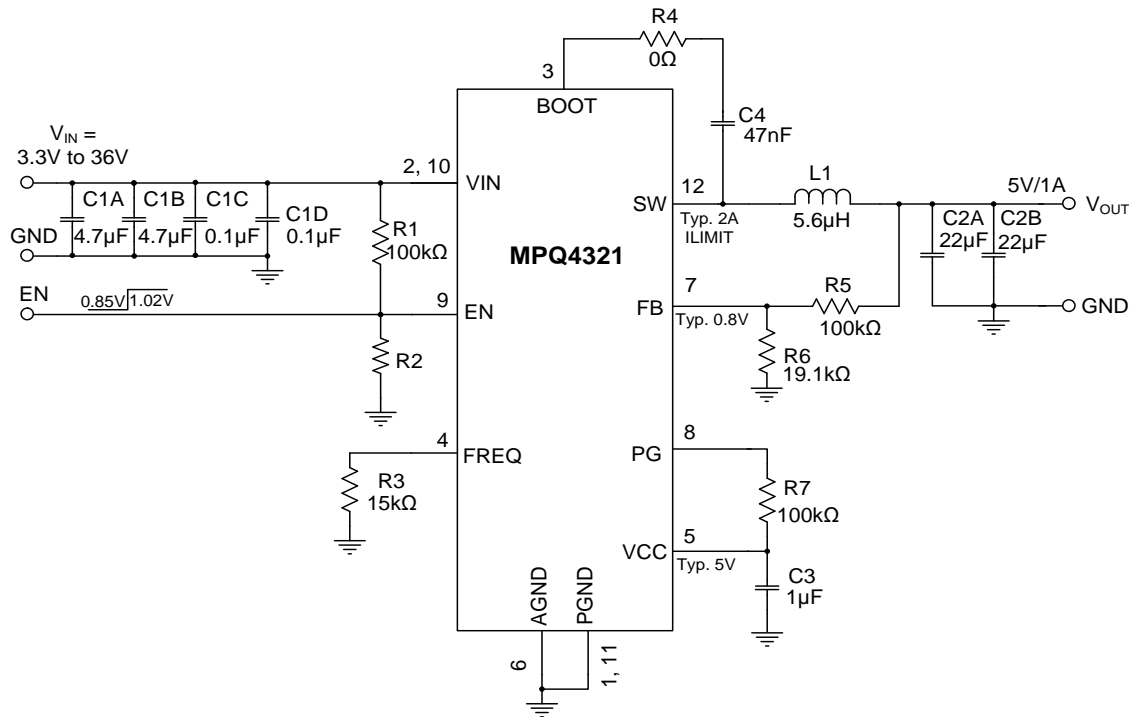 R4
0Ω
3
BOOT
C4
47nF
VIN =
3.3V to 36V
2, 10
VIN
C1A
C1B
C1C
C1D
4.7µF
4.7µF
0.1µF
0.1µF
GND
R1
100kΩ
12
SW
Typ. 2A
ILIMIT
L1
5.6µH
5V/1A
VOUT
C2A
C2B
22µF
22µF
GND
MPQ4321
EN
0.85V
1.02V
9
EN
7
FB
Typ. 0.8V
R5
100kΩ
R6
19.1kΩ
R2
4
FREQ
R3
15kΩ
8
PG
R7
100kΩ
5
VCC
Typ. 5V
C3
1µF
AGND
PGND
6
1, 11